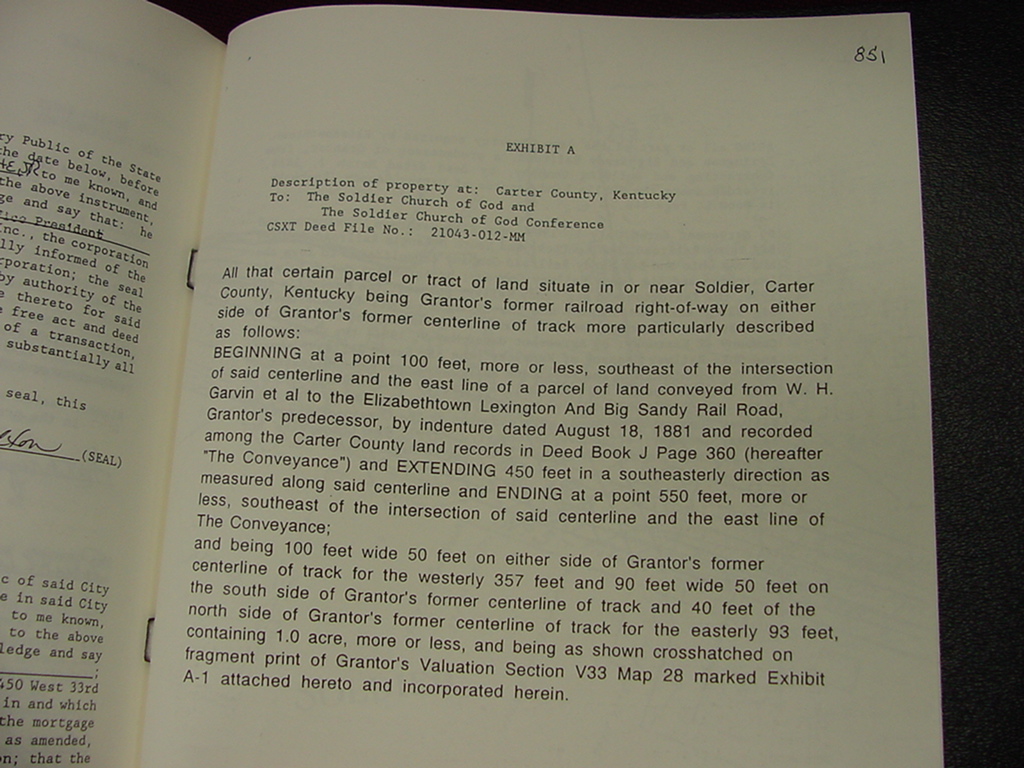 ry Public of the State
the date below, before
to me known, and
the above instrument,
ge and say that: he
Vice President
Inc., the corporation
lly informed of the
rporation; the seal
by authority of the
e thereto for said
e free act and deed
of a transaction,
substantially all
seal, this
(SEAL)
c of said City
e in said City
to me known,
to the above
ledge and say
;
450 West 33rd
in and which
the mortgage
as amended,
on; that the
851
EXHIBIT A
Description of property at: Carter County, Kentucky
To: The Soldier Church of God and
The Soldier Church of God Conference
CSXT Deed File No.: 21043-012-MM
All that certain parcel or tract of land situate in or near Soldier, Carter
County, Kentucky being Grantor's former railroad right-of-way on either
side of Grantor's former centerline of track more particularly described
as follows:
BEGINNING at a point 100 feet, more or less, southeast of the intersection
of said centerline and the east line of a parcel of land conveyed from W. H.
Garvin et al to the Elizabethtown Lexington And Big Sandy Rail Road,
Grantor's predecessor, by indenture dated August 18, 1881 and recorded
among the Carter County land records in Deed Book J Page 360 (hereafter
"The Conveyance") and EXTENDING 450 feet in a southeasterly direction as
measured along said centerline and ENDING at a point 550 feet, more or
less, southeast of the intersection of said centerline and the east line of
The Conveyance;
and being 100 feet wide 50 feet on either side of Grantor's former
centerline of track for the westerly 357 feet and 90 feet wide 50 feet on
the south side of Grantor's former centerline of track and 40 feet of the
north side of Grantor's former centerline of track for the easterly 93 feet,
containing 1.0 acre, more or less, and being as shown crosshatched on
fragment print of Grantor's Valuation Section V33 Map 28 marked Exhibit
A-1 attached hereto and incorporated herein.